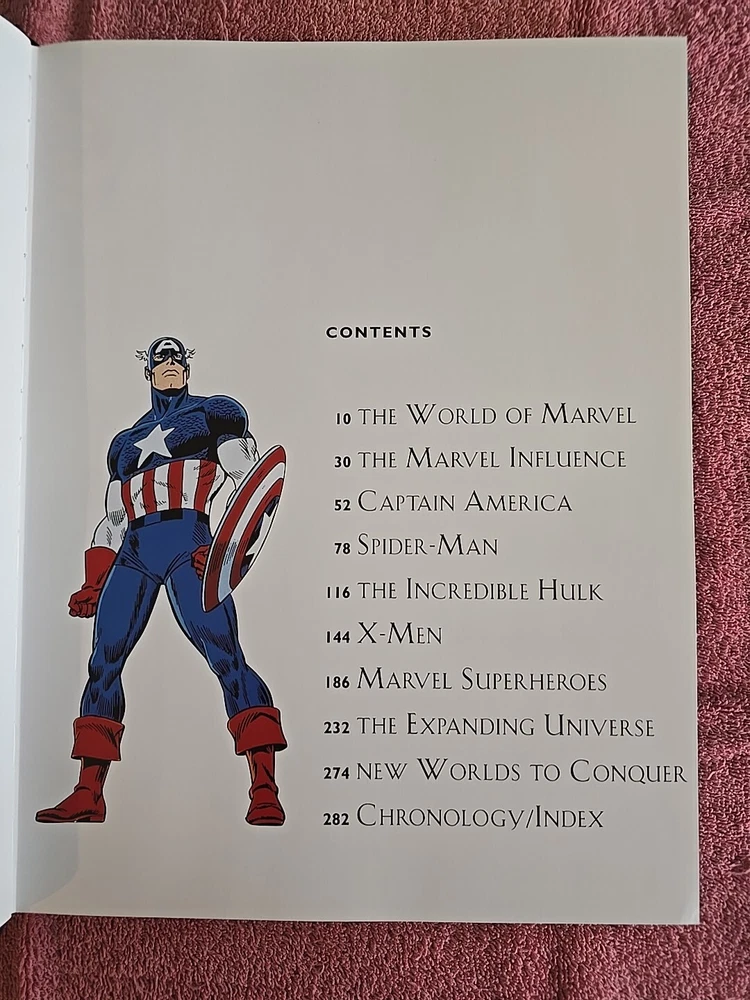 CONTENTS
10 THE WORLD OF MARVEL
30 THE MARVEL INFLUENCE
52 CAPTAIN AMERICA
78 SPIDER-MAN
116 THE INCREDIBLE HULK
144 X-MEN
186 MARVEL SUPERHEROES
232 THE EXPANDING UNIVERSE
274 NEW WORLDS TO CONQUER
282 CHRONOLOGY/INDEX
A